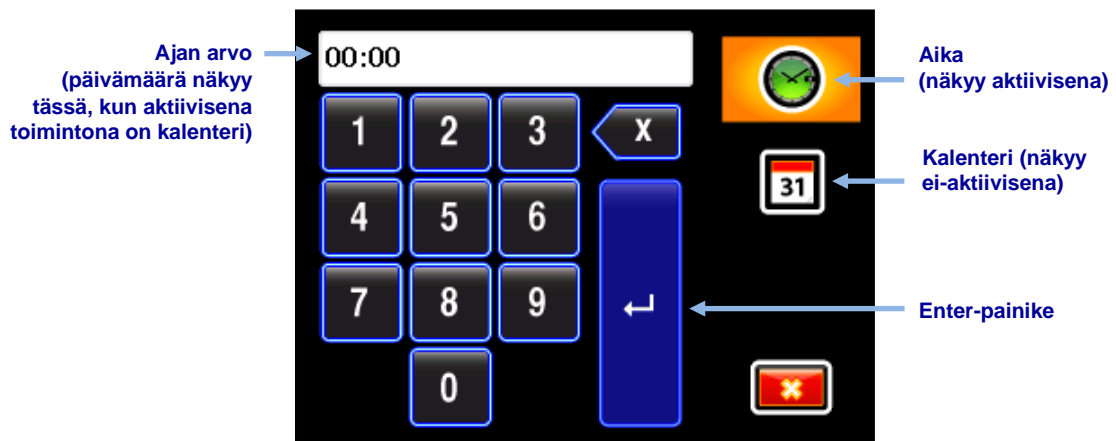 Ajan arvo
(päivämäärä näkyy
tässä, kun aktiivisena
toimintona on kalenteri)
00:00
1 2 3 X
4 5 6
7 8 9
0
31
Aika
(näkyy aktiivisena)
Kalenteri (näkyy
ei-aktiivisena)
Enter-painike